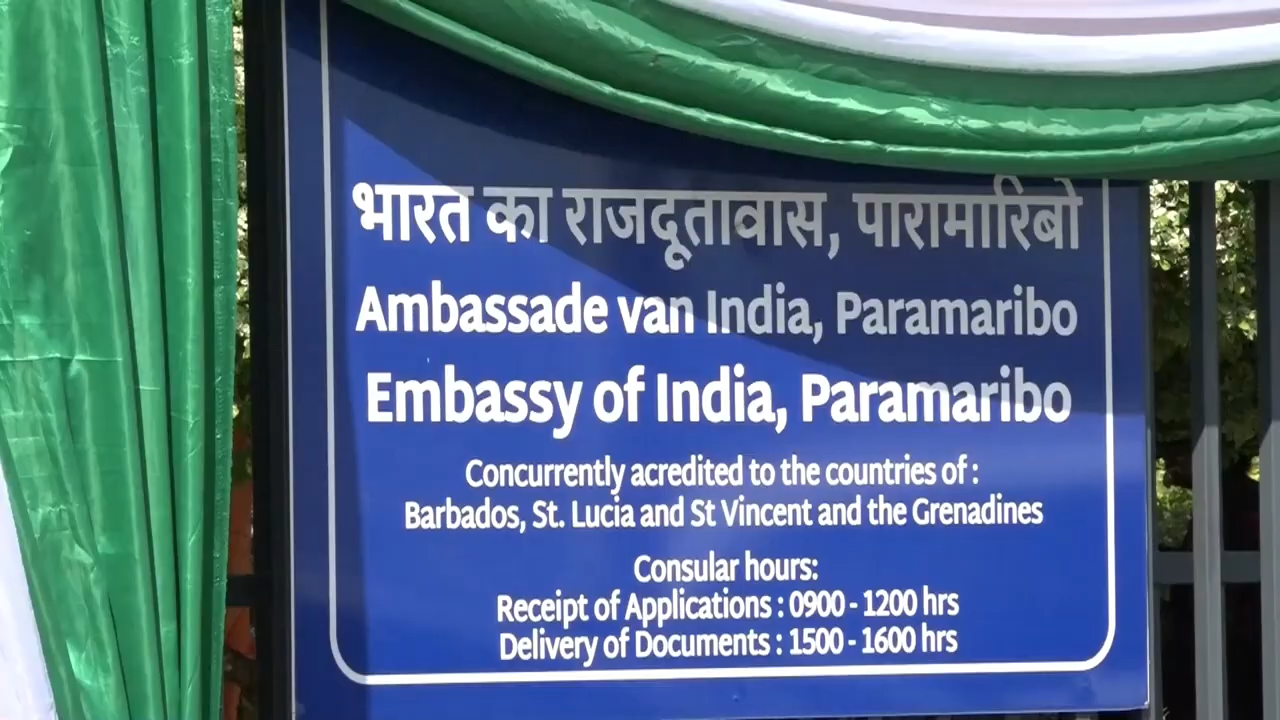 भारत का राजदूतावास, पारामारिबो
Ambassade van India, Paramaribo
Embassy of India, Paramaribo
Concurrently acredited to the countries of :
Barbados, St. Lucia and St Vincent and the Grenadines
Consular hours:
Receipt of Applications : 0900 - 1200 hrs
Delivery of Documents : 1500 - 1600 hrs